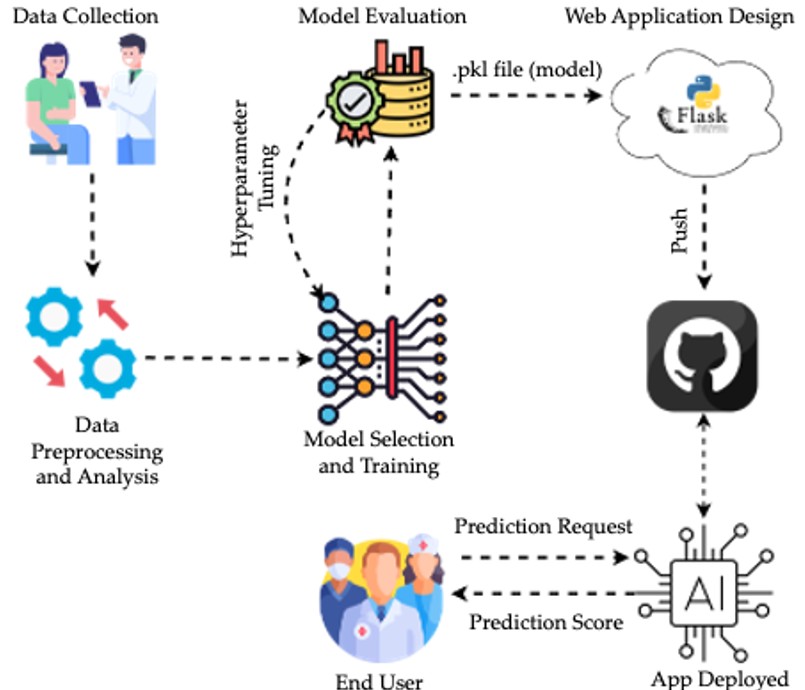 Data Collection
Model Evaluation
Web Application Design
.pkl file (model)
Flask
Hyperparameter
Tuning
Push
Data
Preprocessing
and Analysis
Model Selection
and Training
Prediction Request
AI
Prediction Score
End User
App Deployed